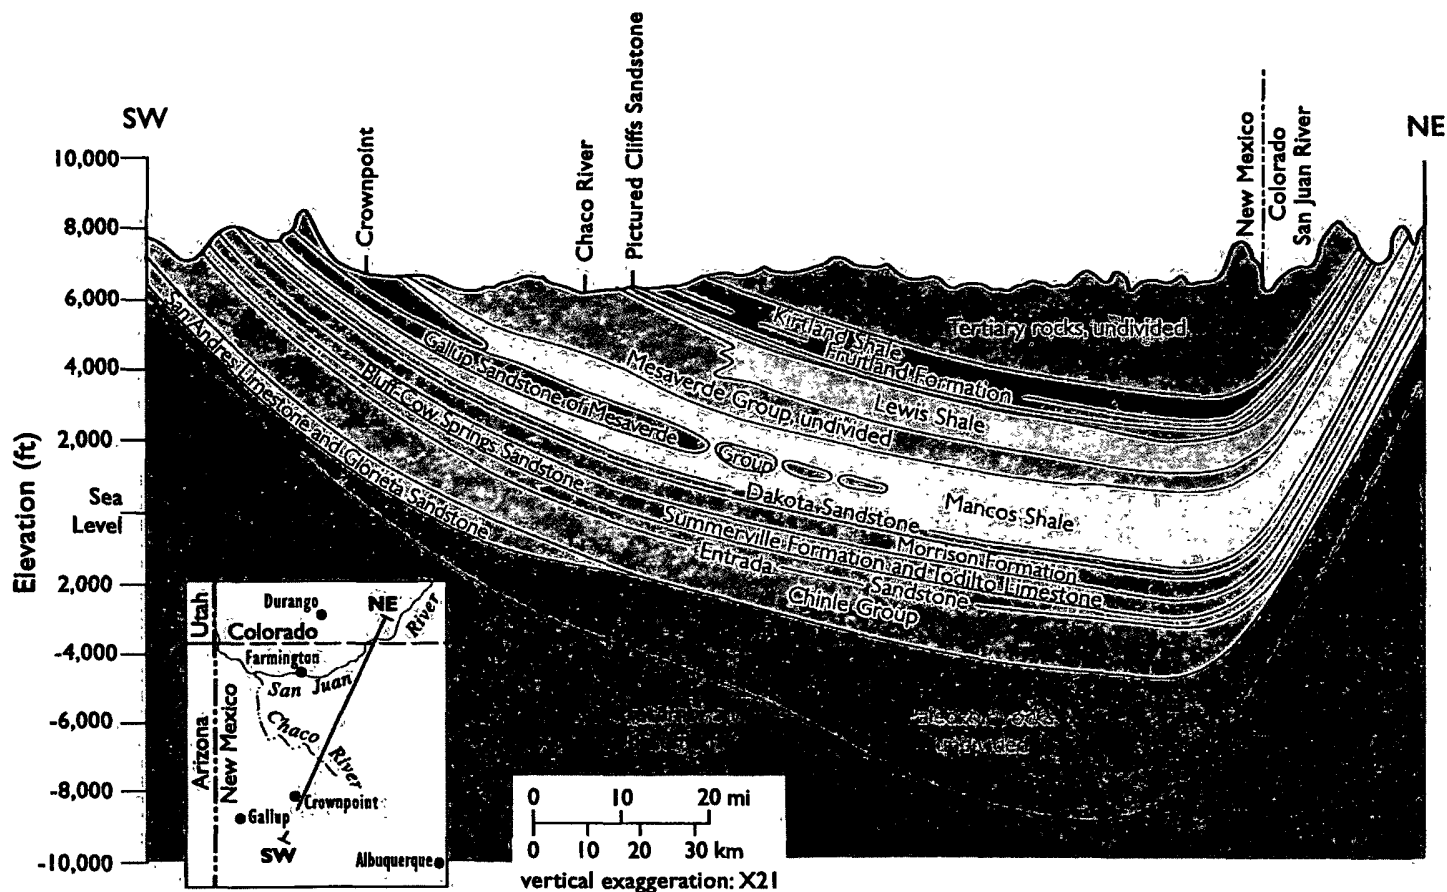 SW
NE
Crownpoint
Chaco River
Pictured Cliffs Sandstone
New Mexico
Colorado
San Juan River
10,000
8,000
6,000
4,000
2,000
Sea
Level
2,000
-4,000
-6,000
-8,000
-10,000
Elevation (ft)
Kirtland Shale
Fruitland Formation
Tertiary rocks, undivided
Lewis Shale
Mesaverde Group, undivided
Gallup Sandstone of Mesaverde
Group
Mancos Shale
Dakota Sandstone
Morrison Formation
Bluff-Cow Springs Sandstone
Summerville Formation and Todilto Limestone
Entrada Sandstone
Chinle Group
San Andres Limestone and Glorieta Sandstone
rocks
Utah
Durango
NE
River
Colorado
Farmington
San Juan
Chaco River
Arizona
New Mexico
Crownpoint
Gallup
SW
Albuquerque
0 10 20 mi
0 10 20 30 km
vertical exaggeration: X21